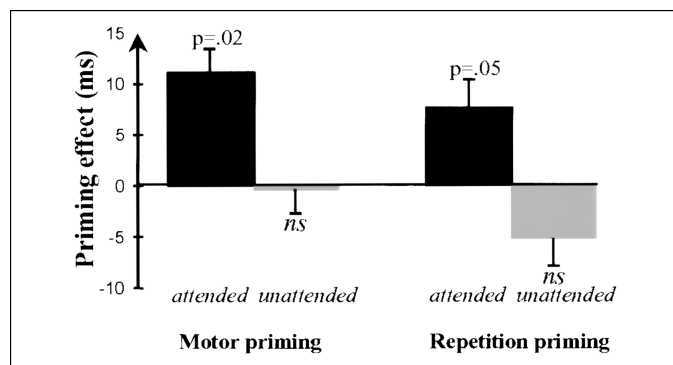 Priming effect (ms)
15
10
5
0
-5
-10
p=.02
p=.05
ns
ns
attended unattended attended unattended
Motor priming Repetition priming